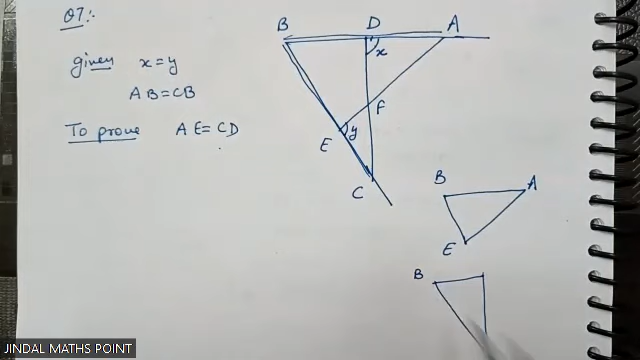 Q7:-
given x=y
AB=CB
To prove AE=CD
B D A
x
F
E y
C
B A
E
B
JINDAL MATHS POINT